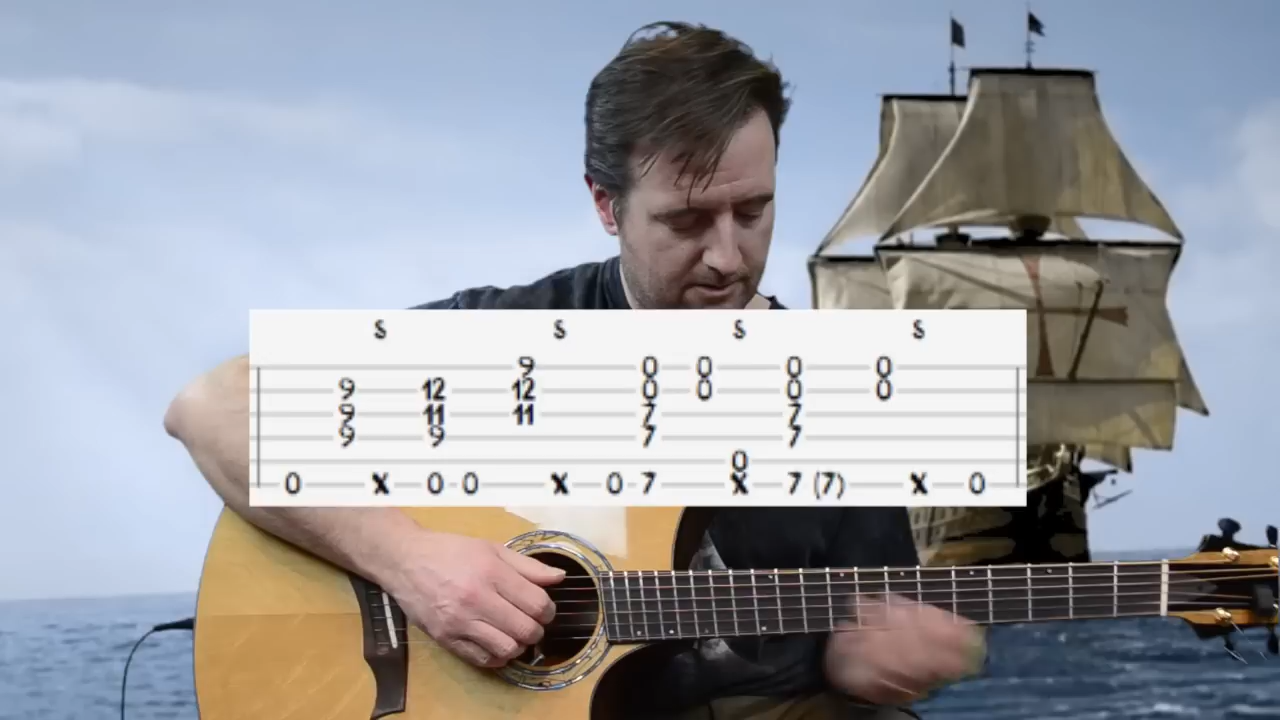 S S S S
9 0 0 0 0
9 12 12 0 0 0 0
9 11 11 7 7
9 9 7 7
0
0 X 0 0 X 0 7 X 7 (7) X 0